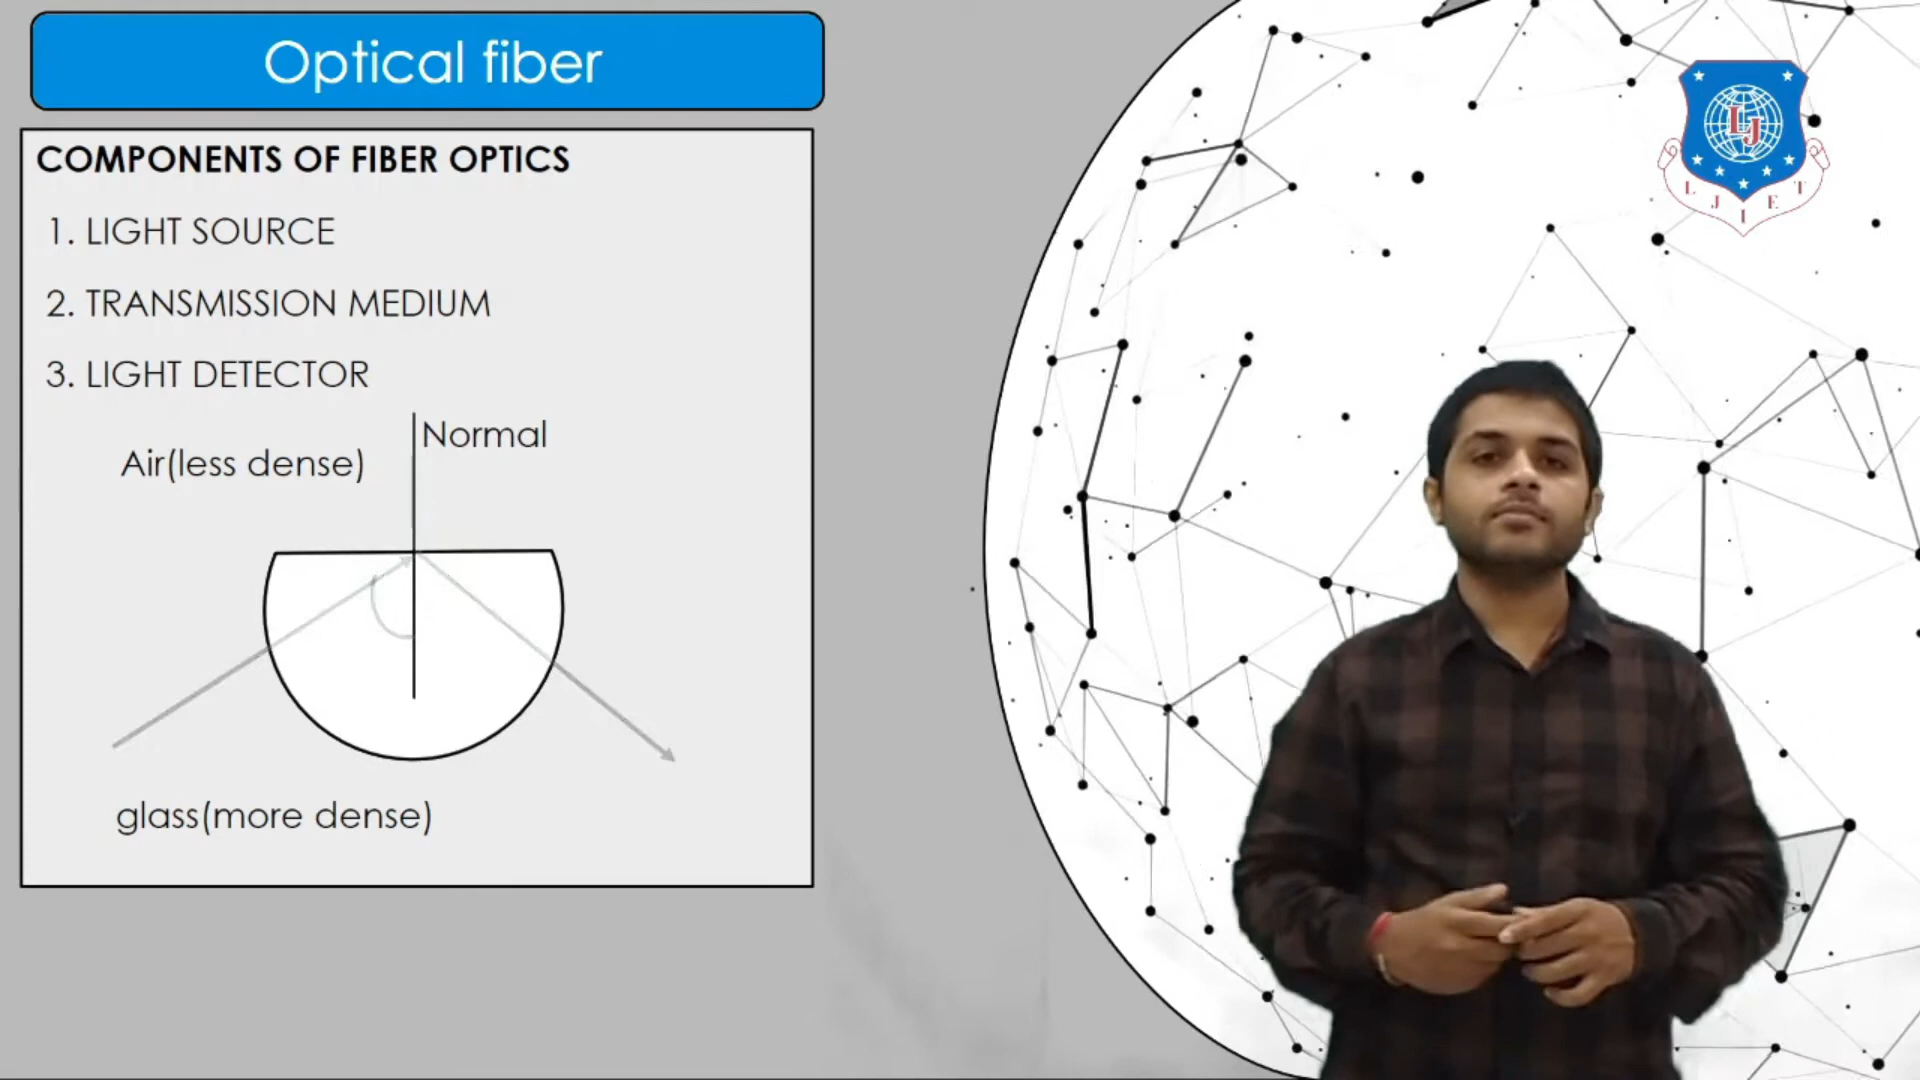 Optical fiber
COMPONENTS OF FIBER OPTICS
1. LIGHT SOURCE
2. TRANSMISSION MEDIUM
3. LIGHT DETECTOR
Normal
Air(less dense)
glass(more dense)
LJ
L J I E T